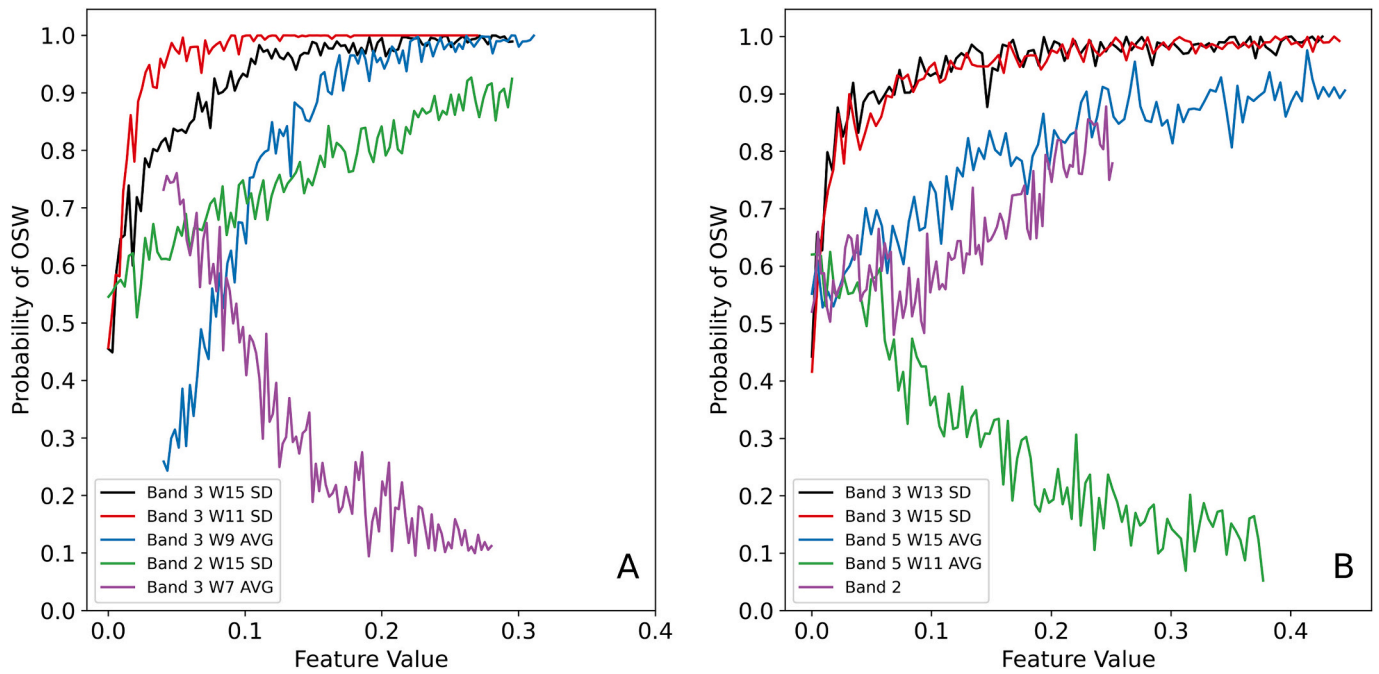 Probability of OSW
1.0
0.9
0.8
0.7
0.6
0.5
0.4
0.3
0.2
0.1
0.0
Band 3 W15 SD
Band 3 W11 SD
Band 3 W9 AVG
Band 2 W15 SD
Band 3 W7 AVG
A
0.0 0.1 0.2 0.3 0.4
Feature Value
Probability of OSW
1.0
0.9
0.8
0.7
0.6
0.5
0.4
0.3
0.2
0.1
0.0
Band 3 W13 SD
Band 3 W15 SD
Band 5 W15 AVG
Band 5 W11 AVG
Band 2
B
0.0 0.1 0.2 0.3 0.4
Feature Value